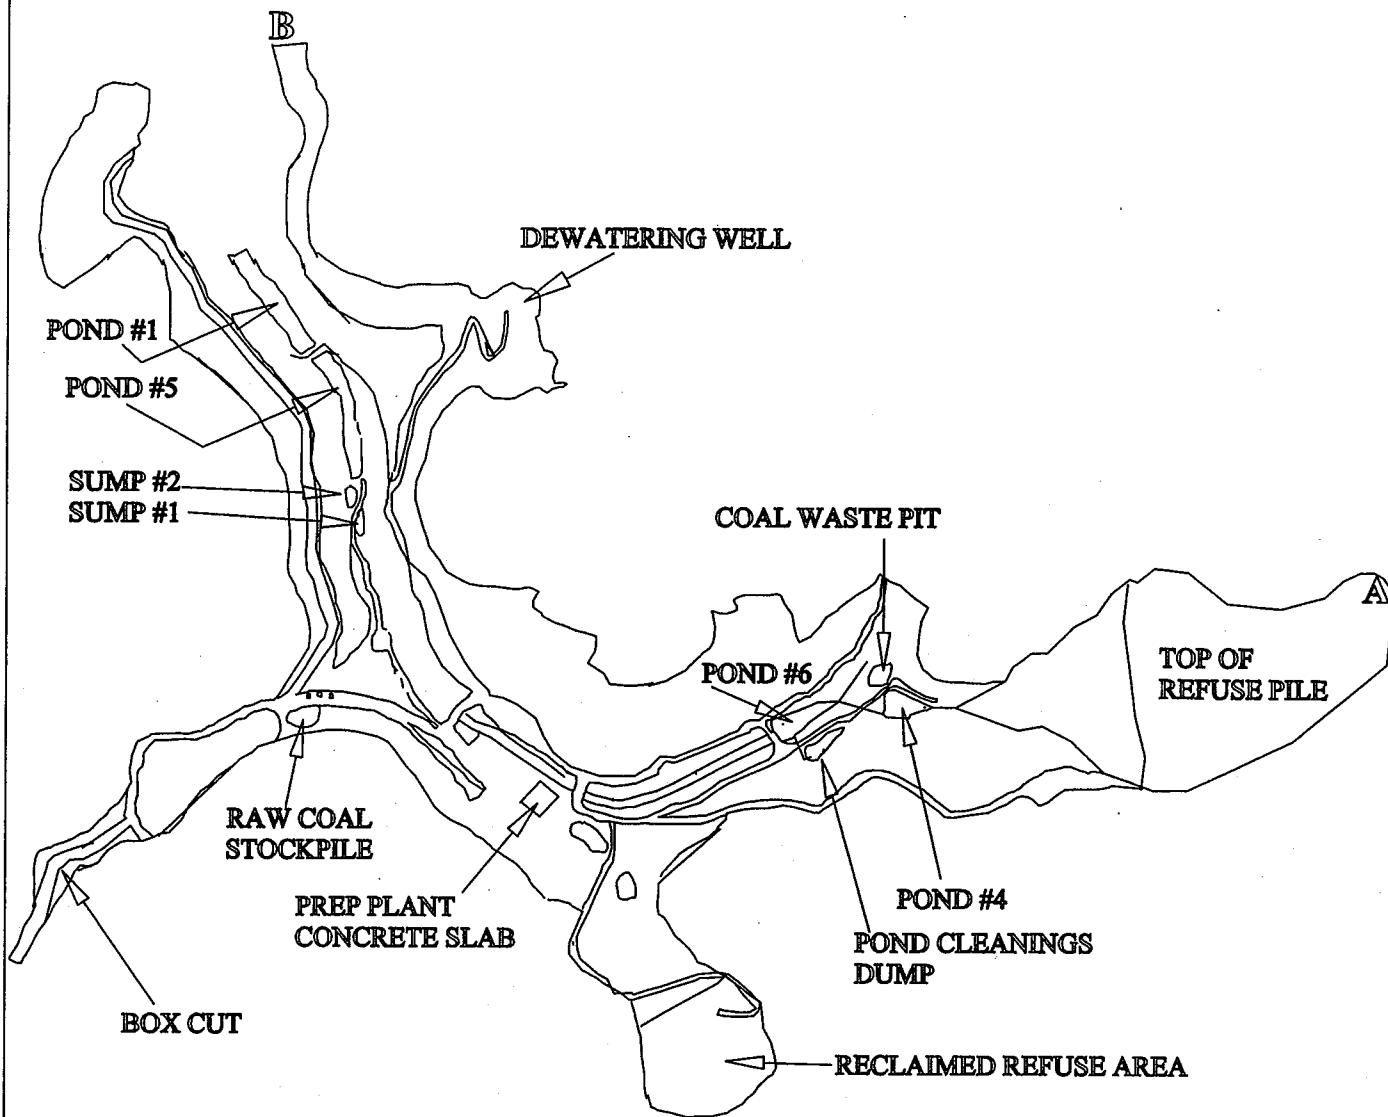 B
DEWATERING WELL
POND #1
POND #5
SUMP #2
SUMP #1
COAL WASTE PIT
A
POND #6
TOP OF
REFUSE PILE
RAW COAL
STOCKPILE
PREP PLANT
CONCRETE SLAB
POND #4
POND CLEANINGS
DUMP
BOX CUT
RECLAIMED REFUSE AREA